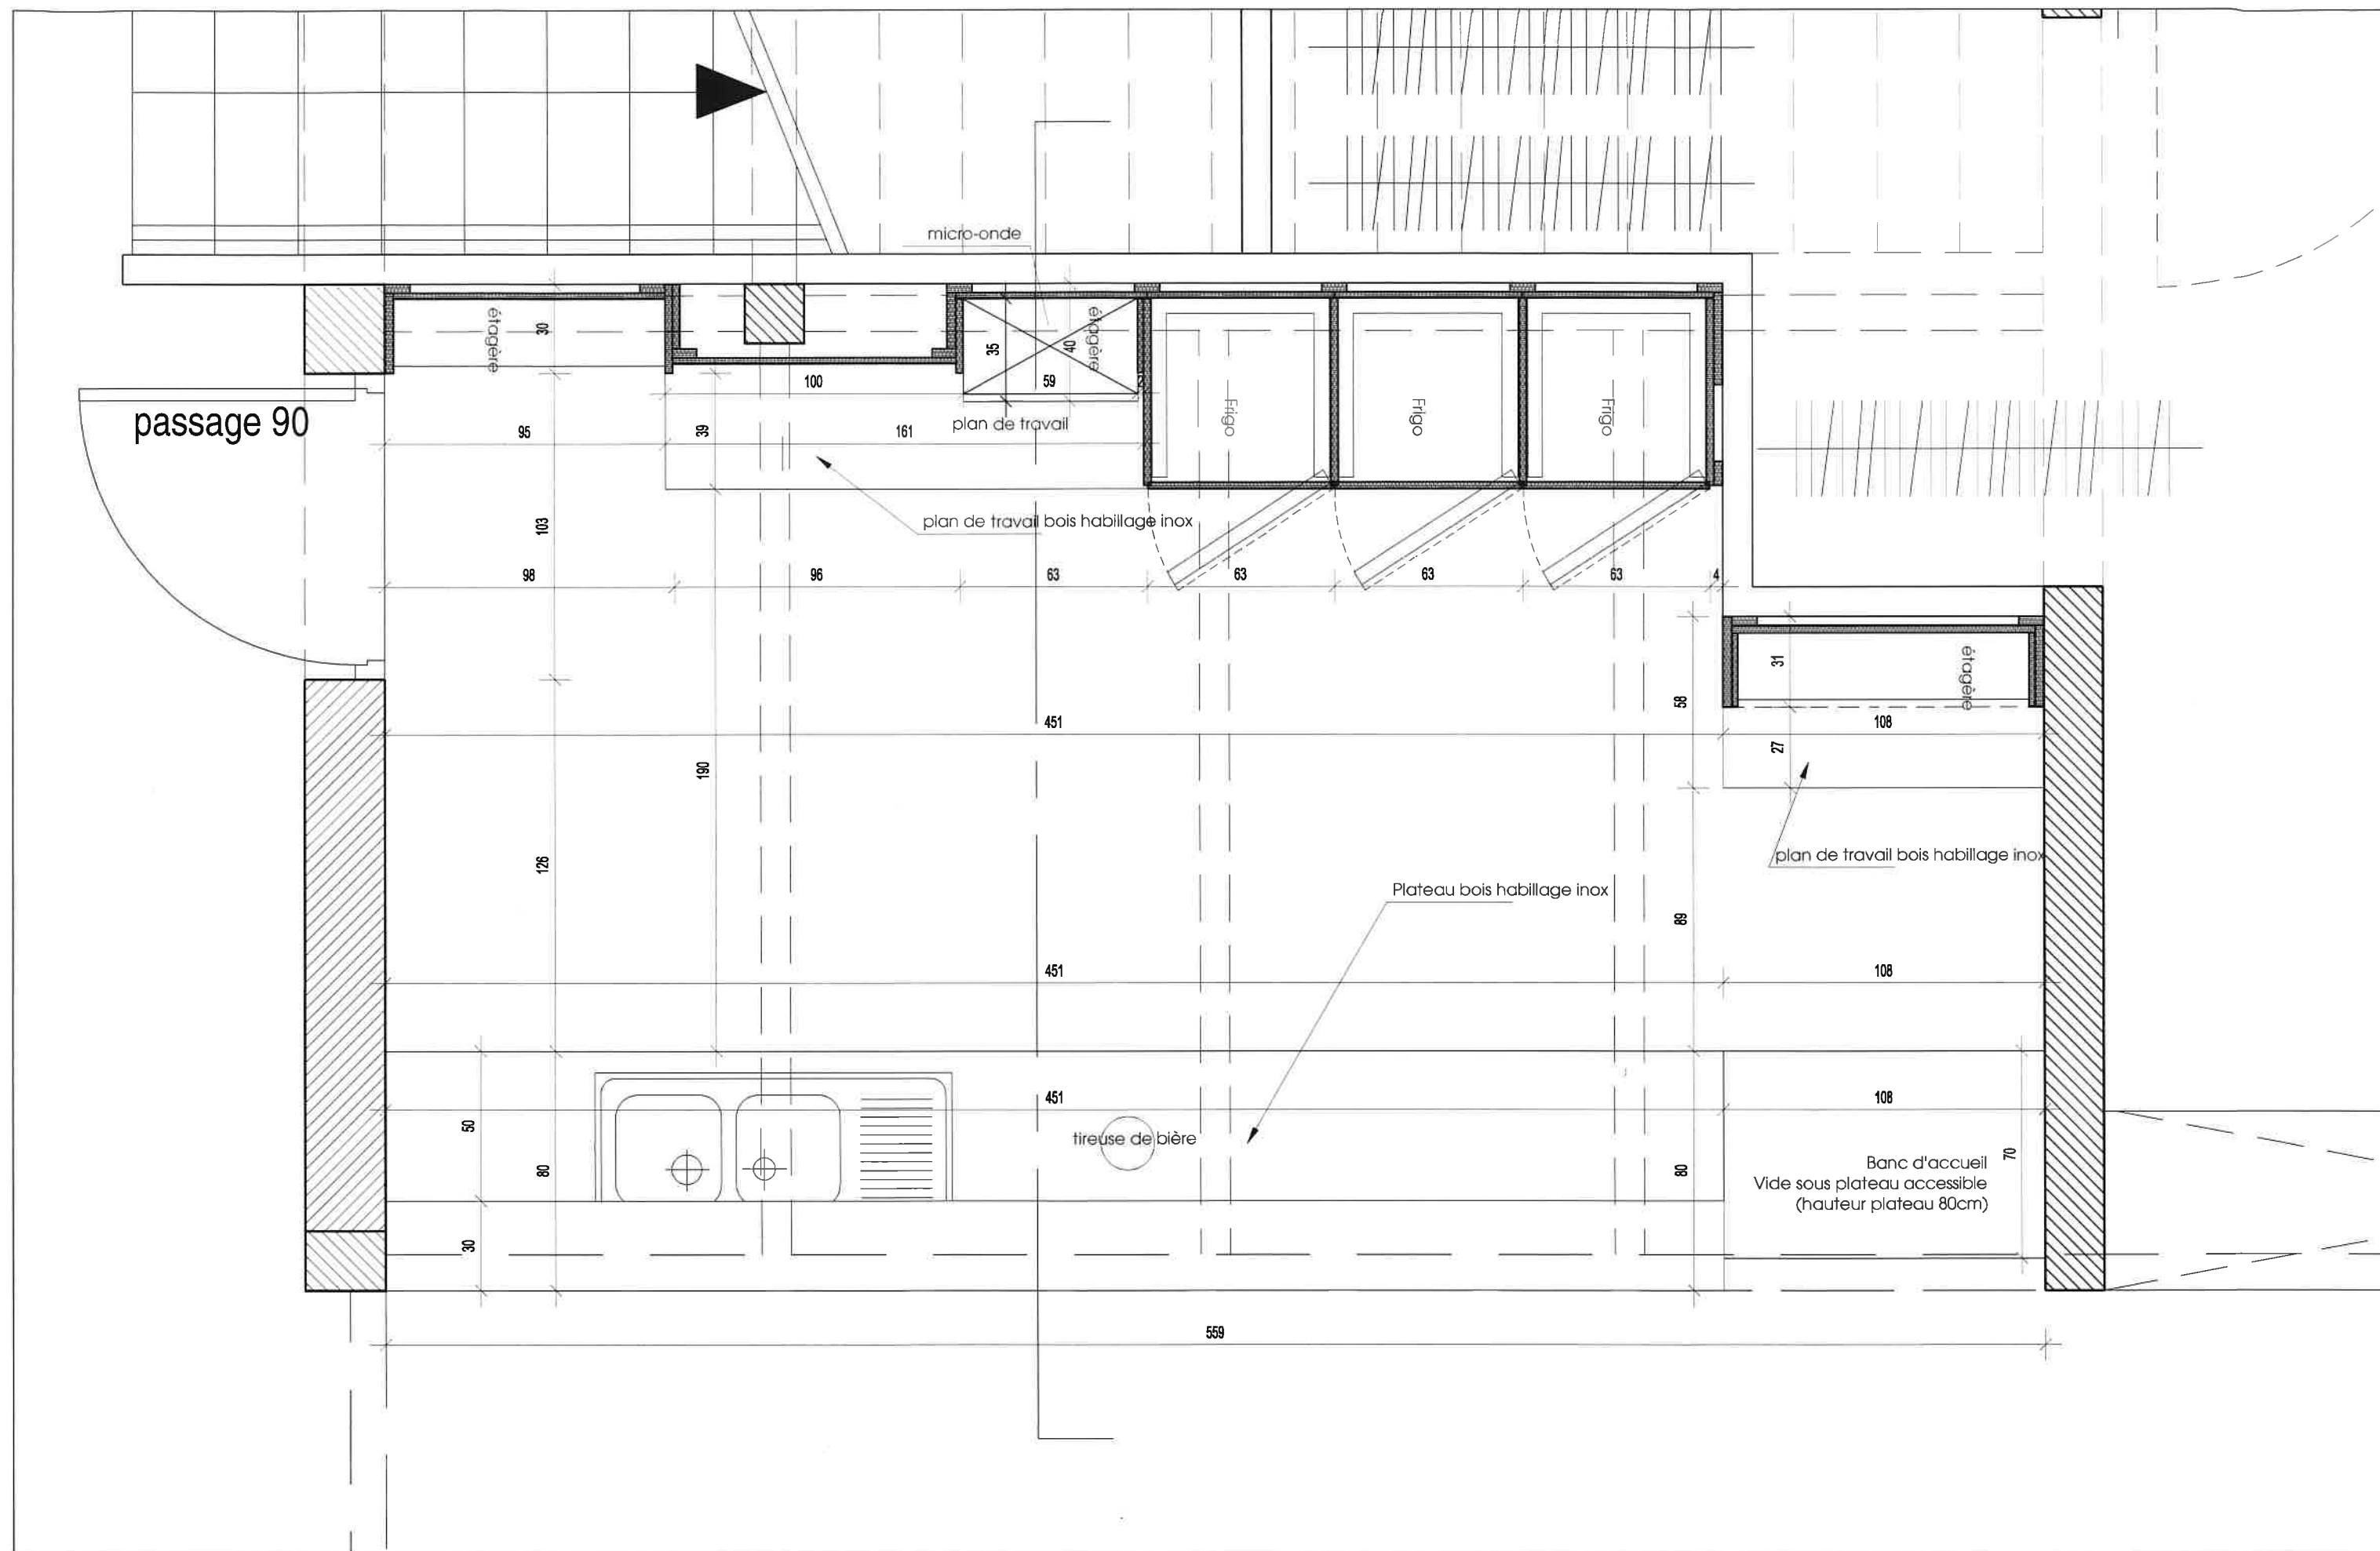 micro-onde
étagère
30
35
40
étagère
100
59
2
passage 90
95
39
161
plan de travail
Frigo
Frigo
Frigo
plan de travail bois habillage inox
103
98
96
63
63
63
63
4
31
étagère
58
451
108
27
190
plan de travail bois habillage inox
126
Plateau bois habillage inox
89
451
108
451
108
50
tireuse de bière
80
80
70
Banc d'accueil
Vide sous plateau accessible
(hauteur plateau 80cm)
30
559